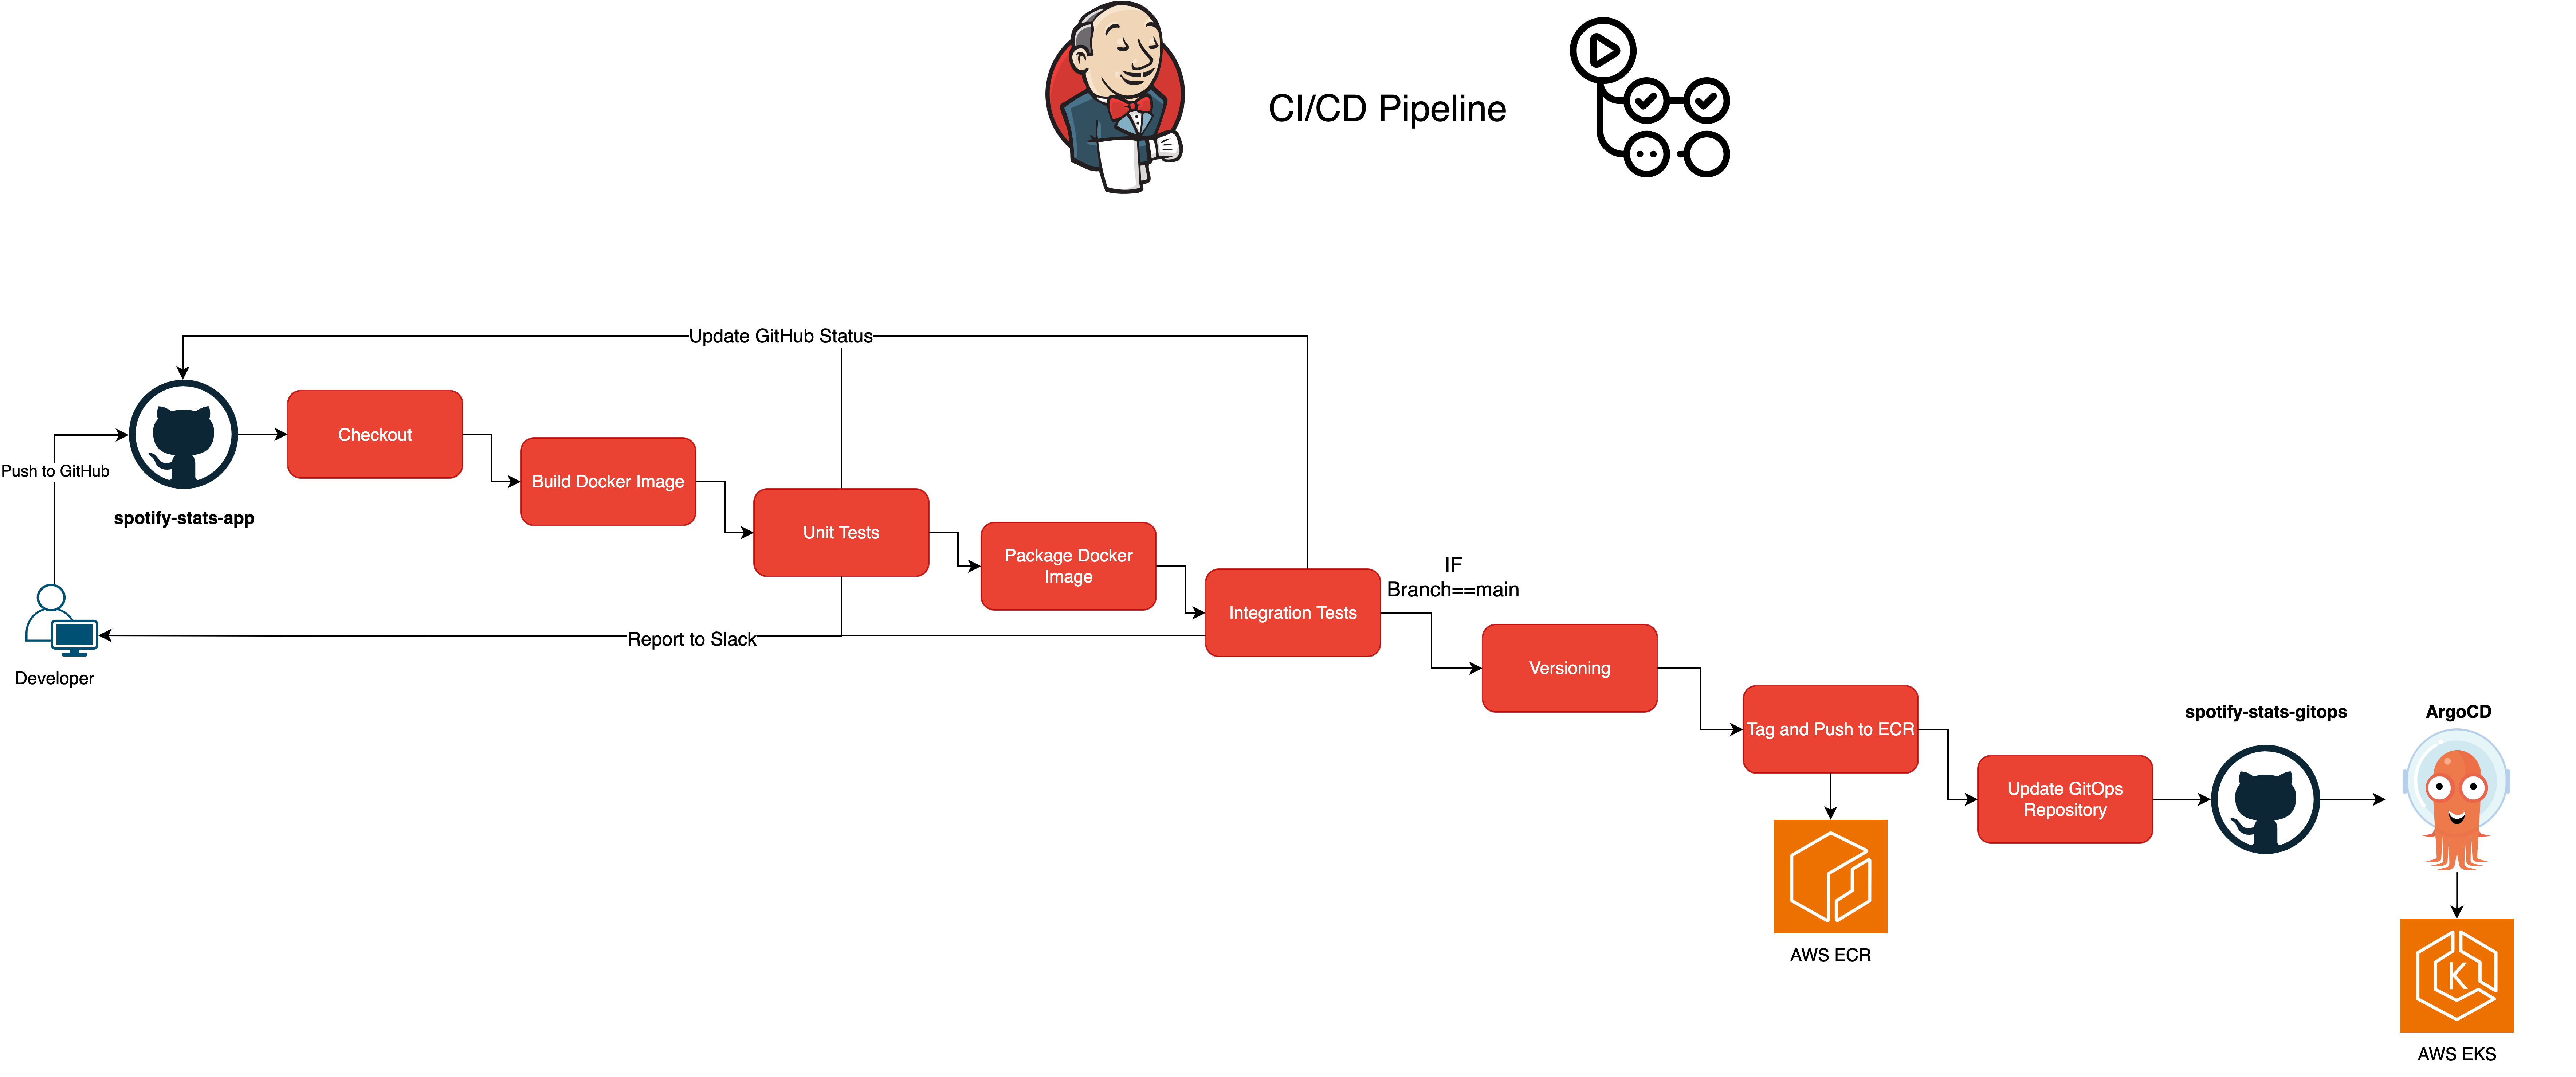 CI/CD Pipeline
Update GitHub Status
Checkout
Push to GitHub
Build Docker Image
spotify-stats-app
Unit Tests
Package Docker
Image
IF
Branch==main
Integration Tests
Report to Slack
Developer
Versioning
Tag and Push to ECR
spotify-stats-gitops
ArgoCD
Update GitOps
Repository
AWS ECR
K
AWS EKS